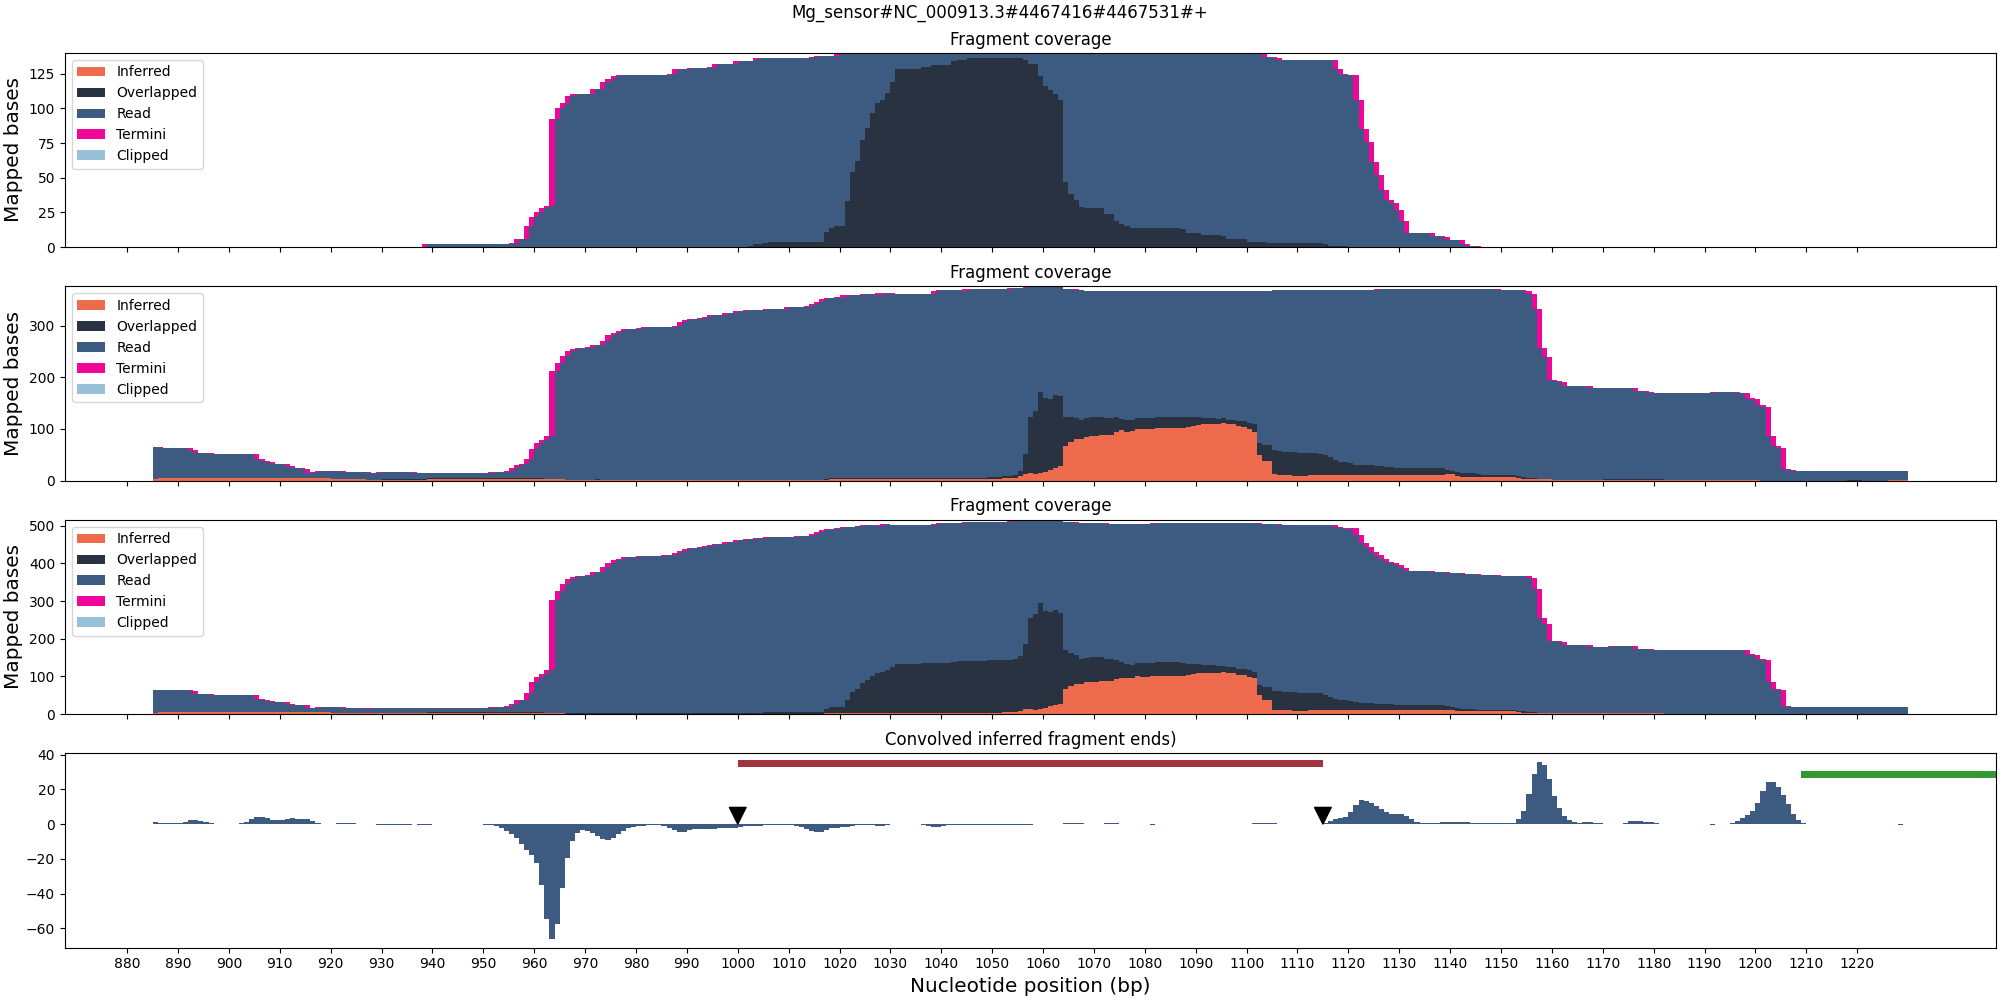 Mg_sensor#NC_000913.3#4467416#4467531#+
Fragment coverage
Mapped bases
125
100
75
50
25
0
Inferred
Overlapped
Read
Termini
Clipped
Fragment coverage
Mapped bases
300
200
100
0
Inferred
Overlapped
Read
Termini
Clipped
Fragment coverage
Mapped bases
500
400
300
200
100
0
Inferred
Overlapped
Read
Termini
Clipped
Convolved inferred fragment ends)
40
20
0
−20
−40
−60
880 890 900 910 920 930 940 950 960 970 980 990 1000 1010 1020 1030 1040 1050 1060 1070 1080 1090 1100 1110 1120 1130 1140 1150 1160 1170 1180 1190 1200 1210 1220
Nucleotide position (bp)